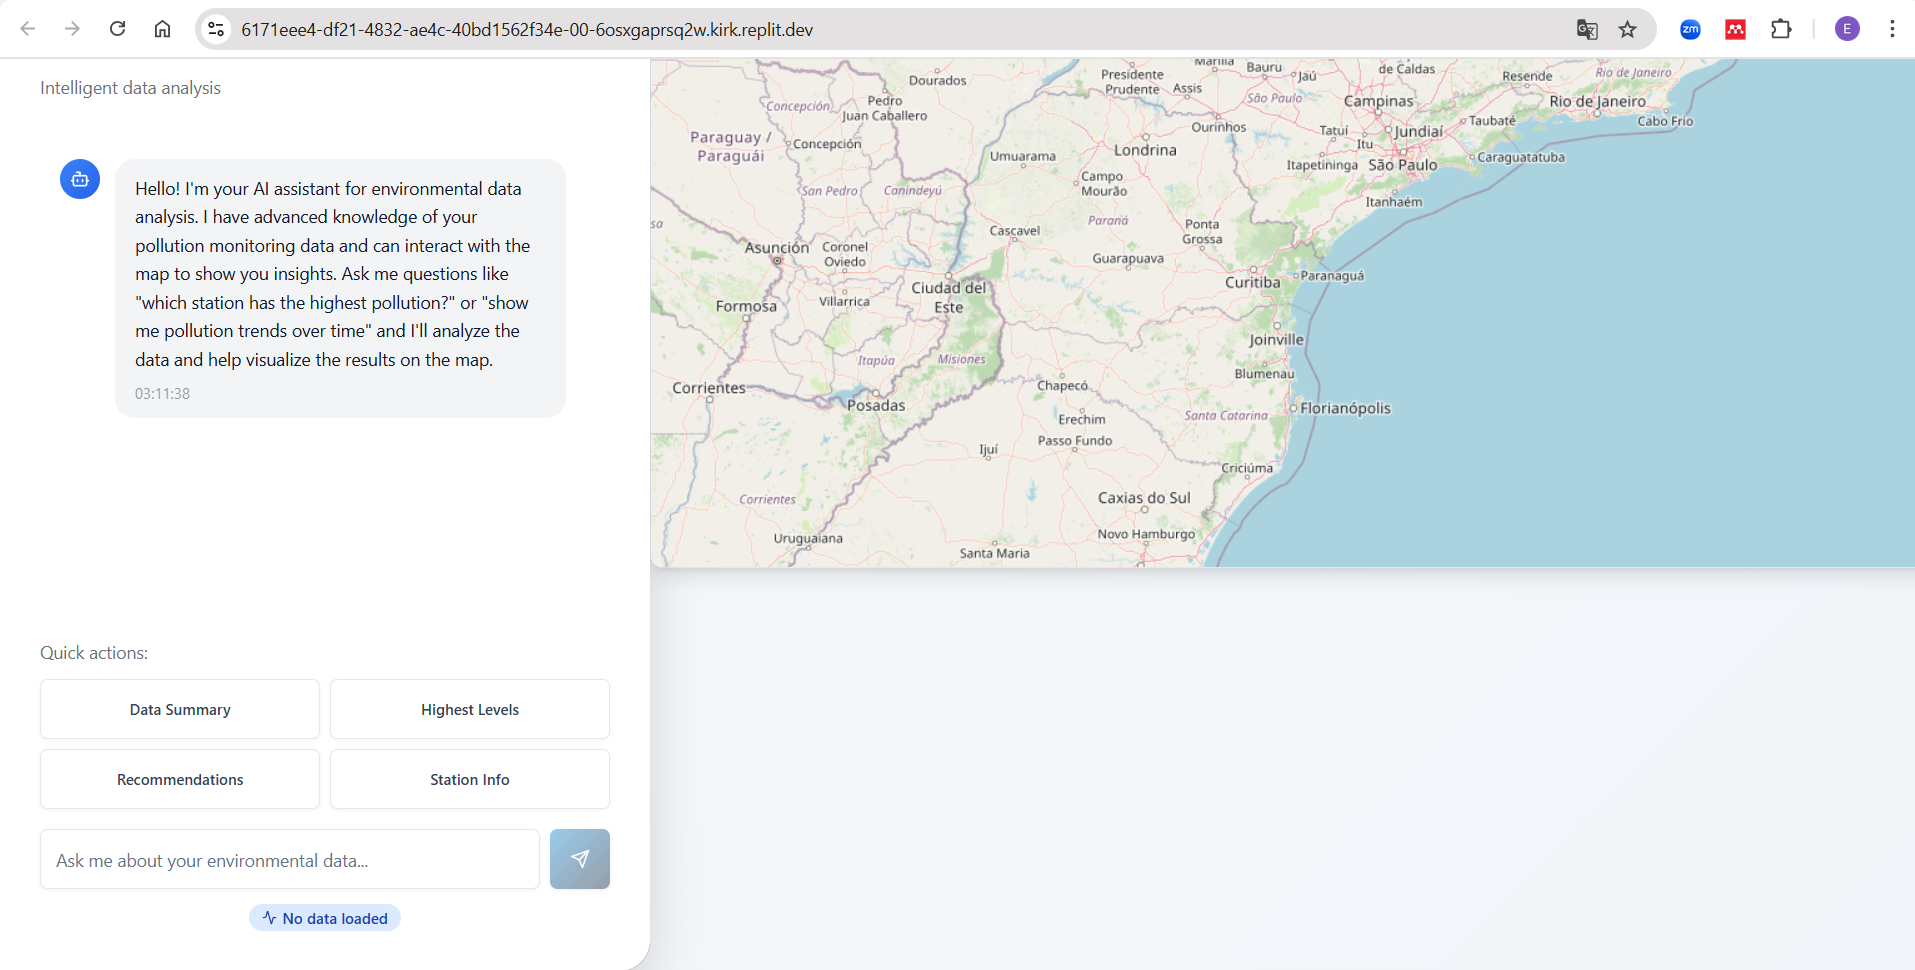 6171eee4-df21-4832-ae4c-40bd1562f34e-00-6osxgaprsq2w.kirk.replit.dev
zm
E
Intelligent data analysis
Hello! I'm your AI assistant for environmental data
analysis. I have advanced knowledge of your
pollution monitoring data and can interact with the
map to show you insights. Ask me questions like
"which station has the highest pollution?" or "show
me pollution trends over time" and I'll analyze the
data and help visualize the results on the map.
03:11:38
Quick actions:
Data Summary
Highest Levels
Recommendations
Station Info
Ask me about your environmental data...
No data loaded
Marília
Bauru
Jaú
de Caldas
Resende
Rio de Janeiro
Dourados
Presidente
Prudente
Assis
São Paulo
Campinas
Rio de Janeiro
Concepción
Pedro
Juan Caballero
Ourinhos
Tatuí
Jundiaí
Taubaté
Cabo Frio
Paraguay /
Paraguái
Concepción
Londrina
Itu
Umuarama
Itapetininga
São Paulo
Caraguatatuba
San Pedro
Canindeyú
Campo
Mourão
Itanhaém
Paraná
Ponta
Grossa
Cascavel
Asunción
Coronel
Oviedo
Guarapuava
Paranaguá
Curitiba
Ciudad del
Este
Villarrica
Formosa
Joinville
Itapúa
Misiones
Blumenau
Corrientes
Chapecó
Posadas
Santa Catarina
Florianópolis
Erechim
Passo Fundo
Ijuí
Criciúma
Corrientes
Caxias do Sul
Uruguaiana
Novo Hamburgo
Santa Maria